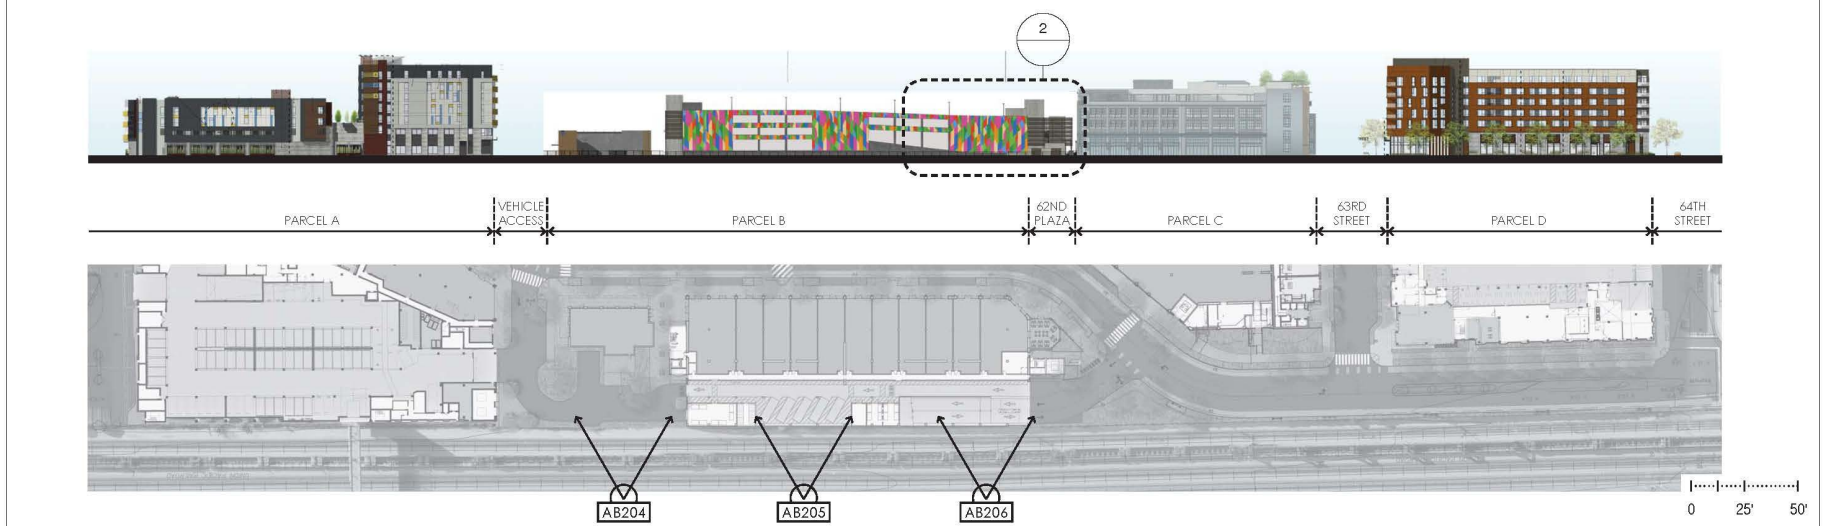 2
PARCEL A
VEHICLE
ACCESS
PARCEL B
62ND
PLAZA
PARCEL C
63RD
STREET
PARCEL D
64TH
STREET
AB204
AB205
AB206
0 25' 50'